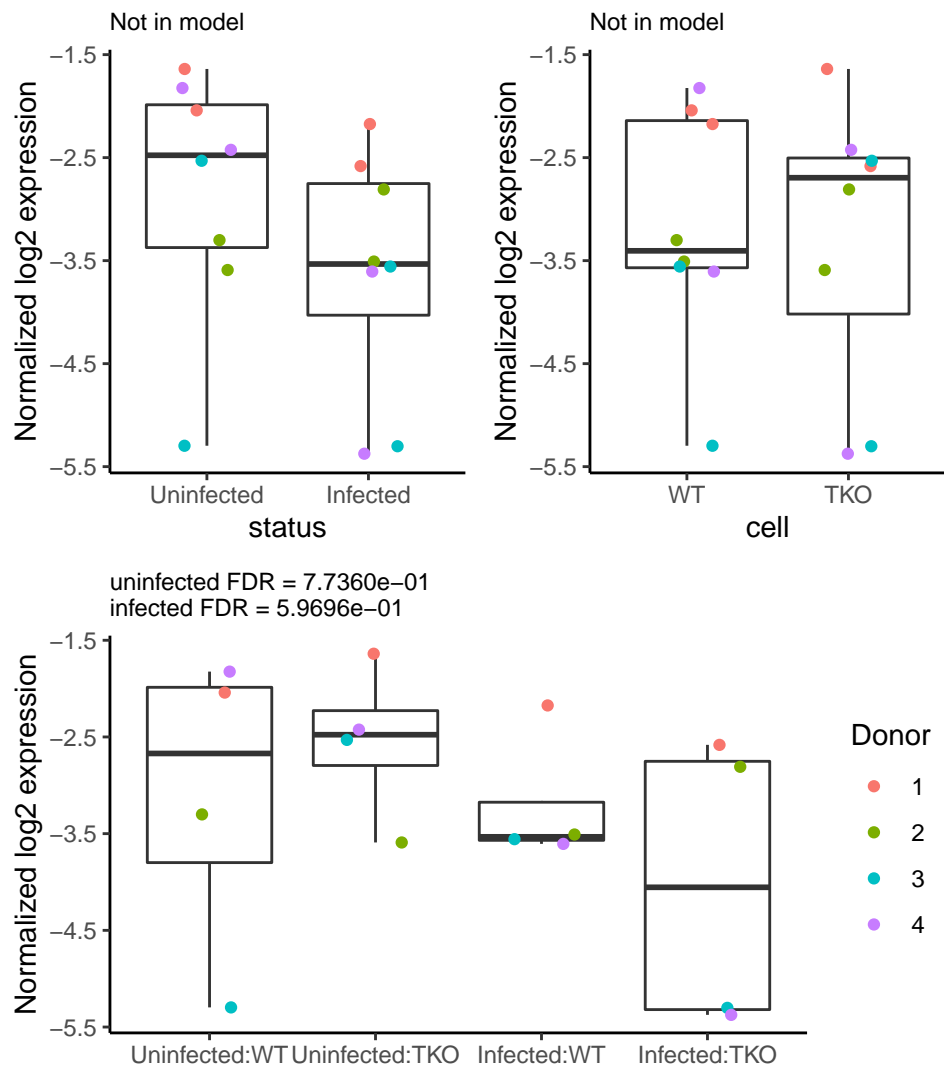 Not in model
Normalized log2 expression
−1.5
−2.5
−3.5
−4.5
−5.5
Uninfected Infected
status
Not in model
Normalized log2 expression
−1.5
−2.5
−3.5
−4.5
−5.5
WT TKO
cell
uninfected FDR = 7.7360e−01
infected FDR = 5.9696e−01
Normalized log2 expression
−1.5
−2.5
−3.5
−4.5
−5.5
Uninfected:WT Uninfected:TKO Infected:WT Infected:TKO
Donor
1
2
3
4